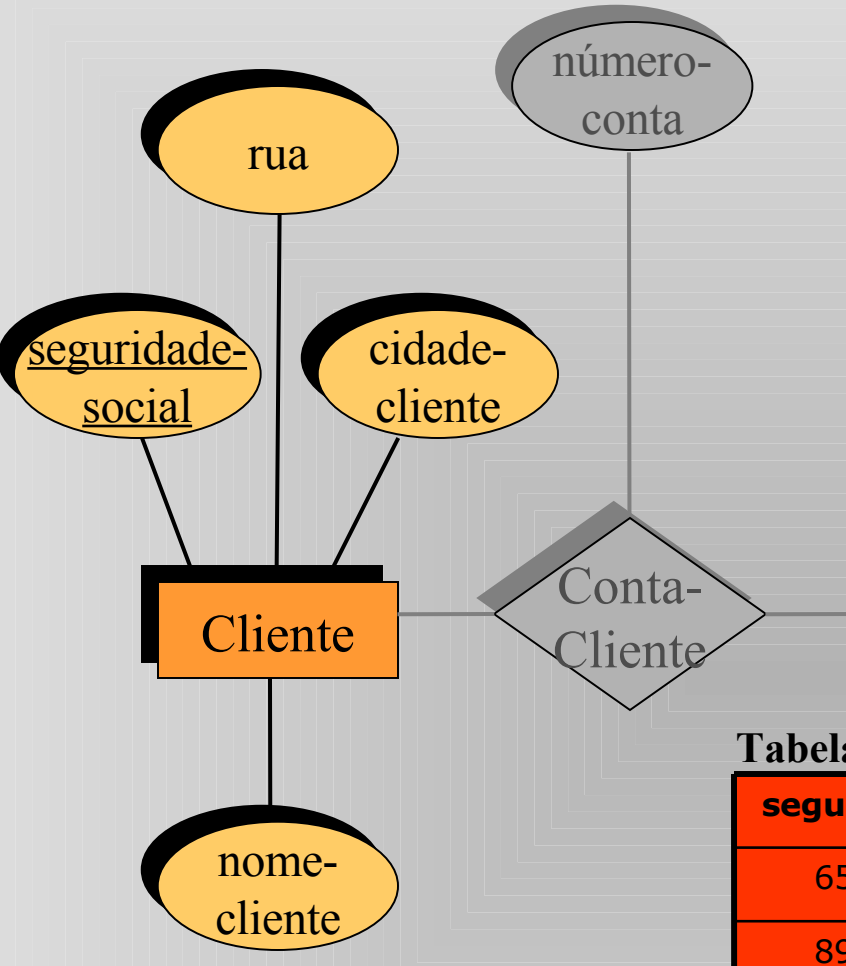 número-
conta
rua
seguridade-
social
cidade-
cliente
Conta-
Cliente
Cliente
nome-
cliente